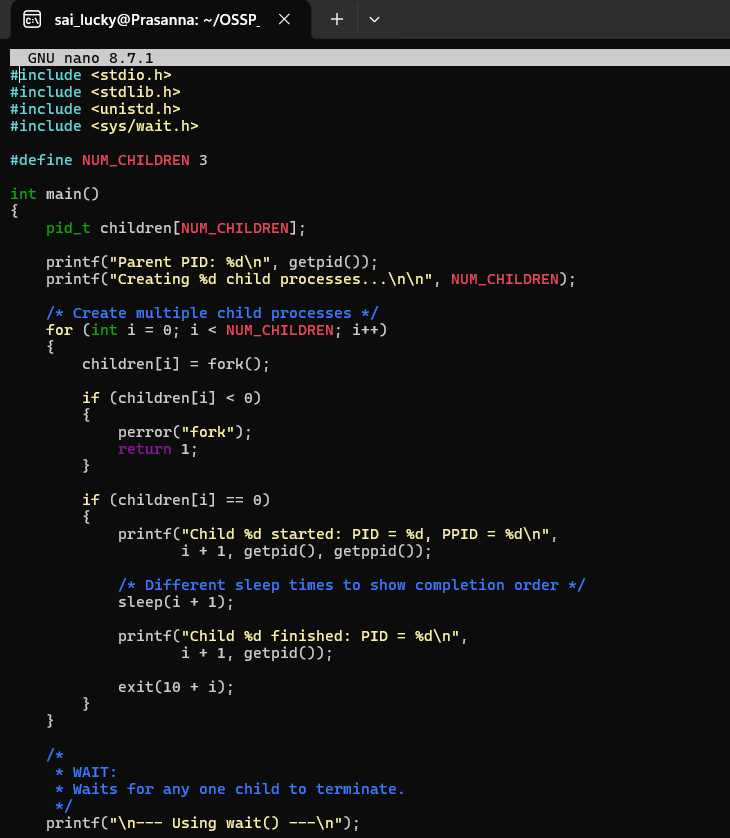 sai_lucky@Prasanna: ~/OSSP_
GNU nano 8.7.1
#include <stdio.h>
#include <stdlib.h>
#include <unistd.h>
#include <sys/wait.h>

#define NUM_CHILDREN 3

int main()
{
    pid_t children[NUM_CHILDREN];

    printf("Parent PID: %d\n", getpid());
    printf("Creating %d child processes...\n\n", NUM_CHILDREN);

    /* Create multiple child processes */
    for (int i = 0; i < NUM_CHILDREN; i++)
    {
        children[i] = fork();

        if (children[i] < 0)
        {
            perror("fork");
            return 1;
        }

        if (children[i] == 0)
        {
            printf("Child %d started: PID = %d, PPID = %d\n",
                   i + 1, getpid(), getppid());

            /* Different sleep times to show completion order */
            sleep(i + 1);

            printf("Child %d finished: PID = %d\n",
                   i + 1, getpid());

            exit(10 + i);
        }
    }

    /*
     * WAIT:
     * Waits for any one child to terminate.
     */
    printf("\n--- Using wait() ---\n");